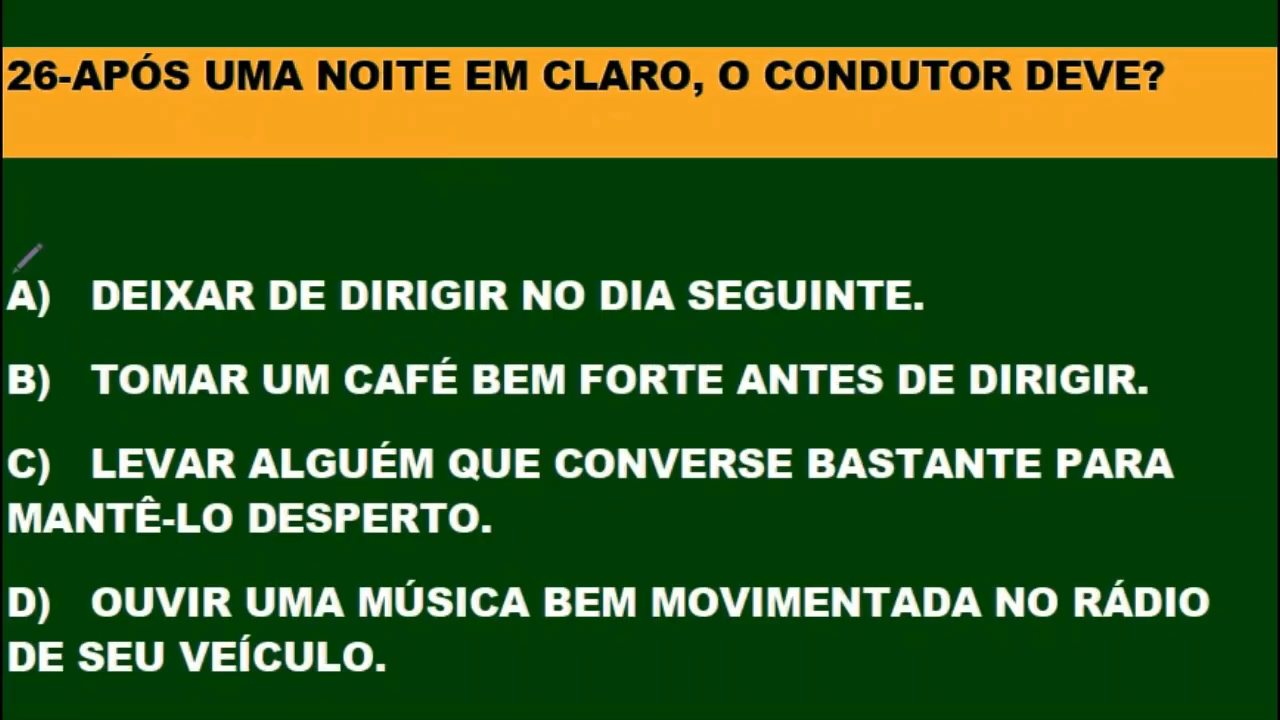 26-APÓS UMA NOITE EM CLARO, O CONDUTOR DEVE?
A) DEIXAR DE DIRIGIR NO DIA SEGUINTE.
B) TOMAR UM CAFÉ BEM FORTE ANTES DE DIRIGIR.
C) LEVAR ALGUÉM QUE CONVERSE BASTANTE PARA
MANTÊ-LO DESPERTO.
D) OUVIR UMA MÚSICA BEM MOVIMENTADA NO RÁDIO
DE SEU VEÍCULO.